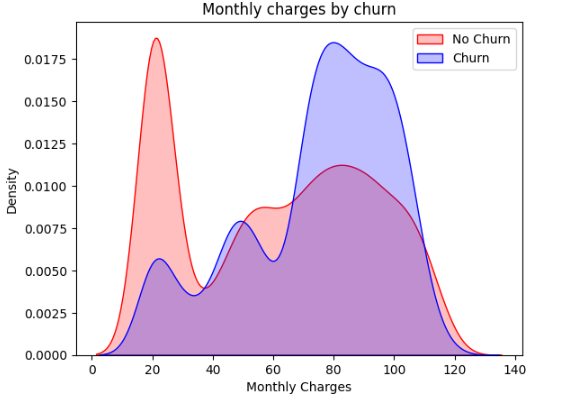 Monthly charges by churn
No Churn
Churn
Density
0.0175
0.0150
0.0125
0.0100
0.0075
0.0050
0.0025
0.0000
0 20 40 60 80 100 120 140
Monthly Charges